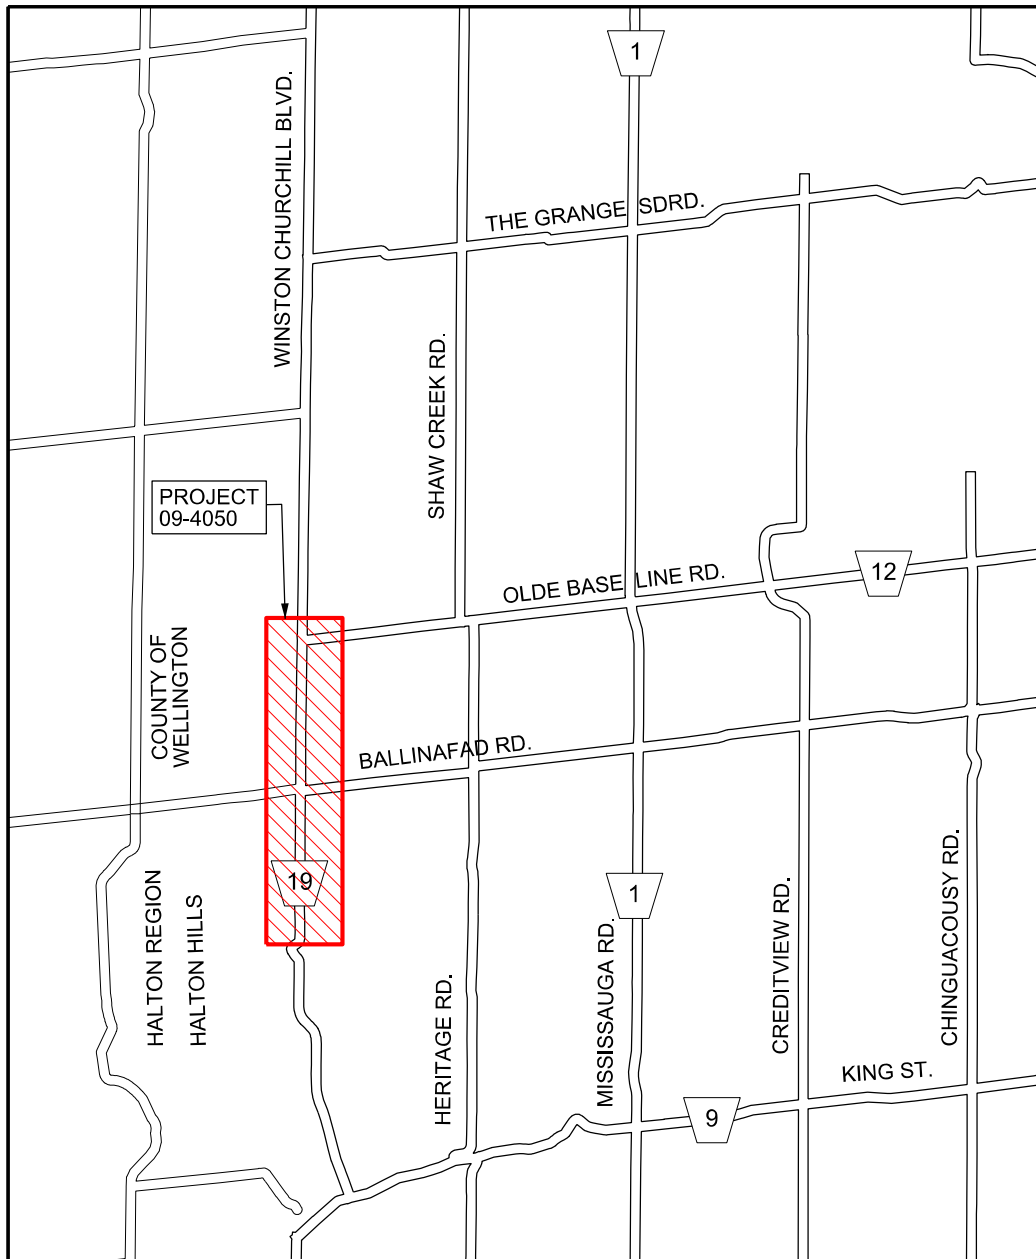 1
WINSTON CHURCHILL BLVD.
THE GRANGE SDRD.
SHAW CREEK RD.
PROJECT
09-4050
OLDE BASE LINE RD.
12
COUNTY OF
WELLINGTON
BALLINAFAD RD.
19
1
HALTON REGION
HALTON HILLS
HERITAGE RD.
MISSISSAUGA RD.
CREDITVIEW RD.
CHINGUACOUSY RD.
KING ST.
9